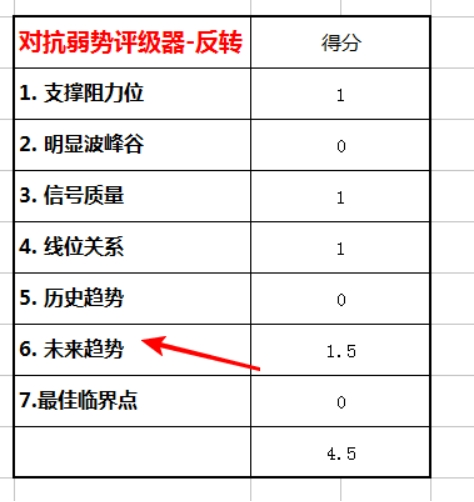 对抗弱势评级器-反转 得分
1. 支撑阻力位 1
2. 明显波峰谷 0
3. 信号质量 1
4. 线位关系 1
5. 历史趋势 0
6. 未来趋势 1.5
7.最佳临界点 0
4.5